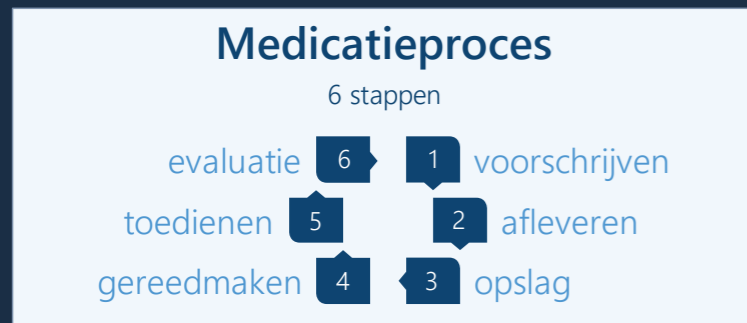 Medicatieproces
6 stappen
evaluatie 6 1 voorschrijven
toedienen 5 2 afleveren
gereedmaken 4 3 opslag